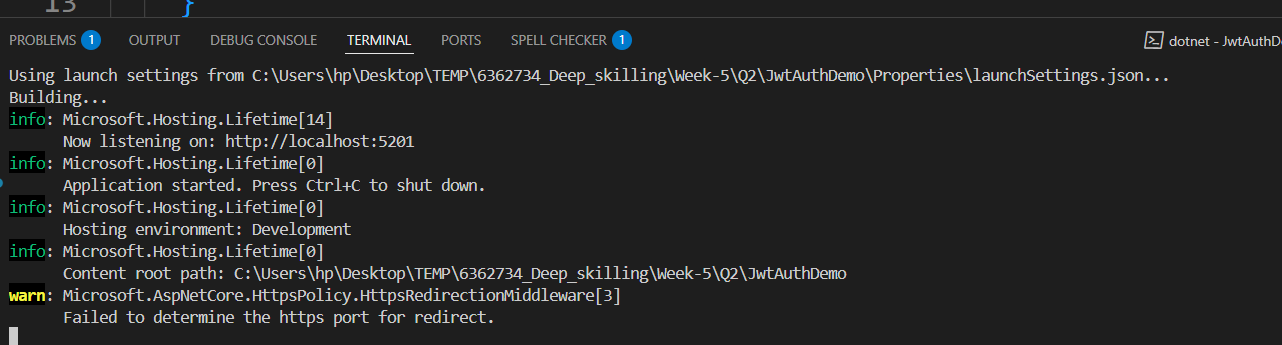 13 }
PROBLEMS 1 OUTPUT DEBUG CONSOLE TERMINAL PORTS SPELL CHECKER 1 dotnet - JwtAuthD
Using launch settings from C:\Users\hp\Desktop\TEMP\6362734_Deep_skilling\Week-5\Q2\JwtAuthDemo\Properties\launchSettings.json...
Building...
info: Microsoft.Hosting.Lifetime[14]
Now listening on: http://localhost:5201
info: Microsoft.Hosting.Lifetime[0]
Application started. Press Ctrl+C to shut down.
info: Microsoft.Hosting.Lifetime[0]
Hosting environment: Development
info: Microsoft.Hosting.Lifetime[0]
Content root path: C:\Users\hp\Desktop\TEMP\6362734_Deep_skilling\Week-5\Q2\JwtAuthDemo
warn: Microsoft.AspNetCore.HttpsPolicy.HttpsRedirectionMiddleware[3]
Failed to determine the https port for redirect.